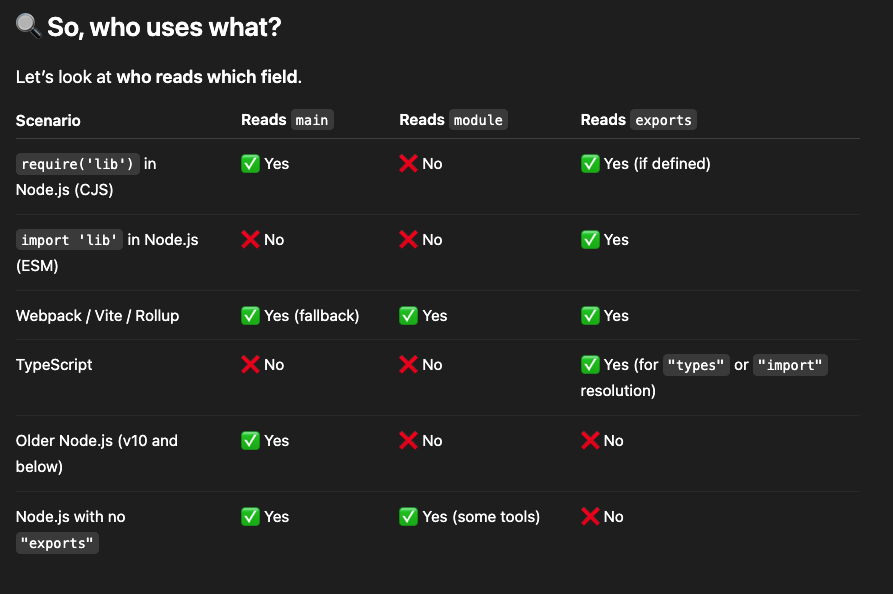 🔍 So, who uses what?
Let's look at who reads which field.
Scenario Reads main Reads module Reads exports
require('lib') in ✅ Yes ❌ No ✅ Yes (if defined)
Node.js (CJS)
import 'lib' in Node.js ❌ No ❌ No ✅ Yes
(ESM)
Webpack / Vite / Rollup ✅ Yes (fallback) ✅ Yes ✅ Yes
TypeScript ❌ No ❌ No ✅ Yes (for "types" or "import"
resolution)
Older Node.js (v10 and ✅ Yes ❌ No ❌ No
below)
Node.js with no ✅ Yes ✅ Yes (some tools) ❌ No
"exports"